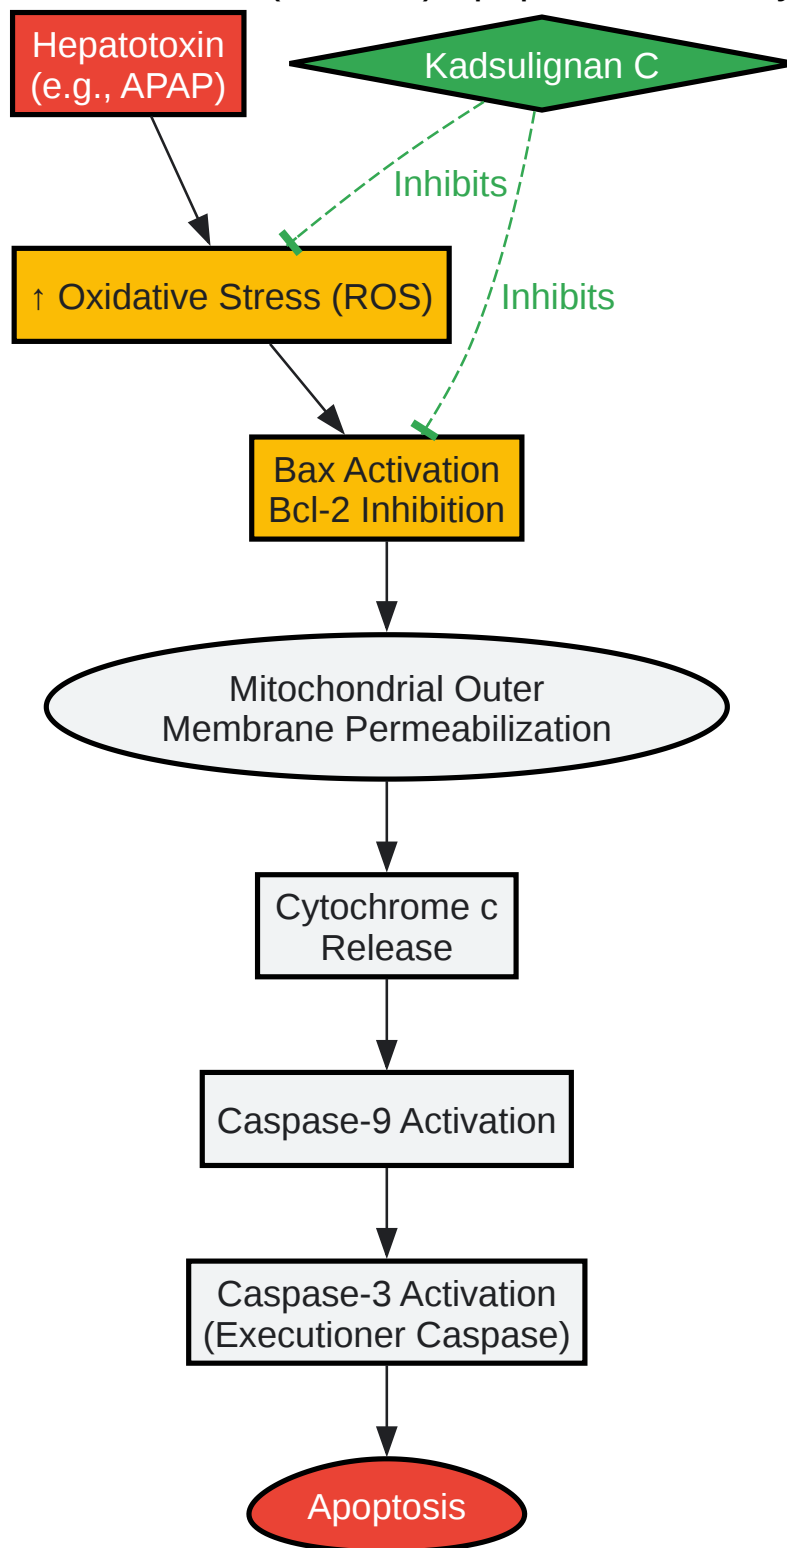 Hepatotoxin
(e.g., APAP)
Kadsulignan C
Inhibits
↑ Oxidative Stress (ROS)
Inhibits
Bax Activation
Bcl-2 Inhibition
Mitochondrial Outer
Membrane Permeabilization
Cytochrome c
Release
Caspase-9 Activation
Caspase-3 Activation
(Executioner Caspase)
Apoptosis